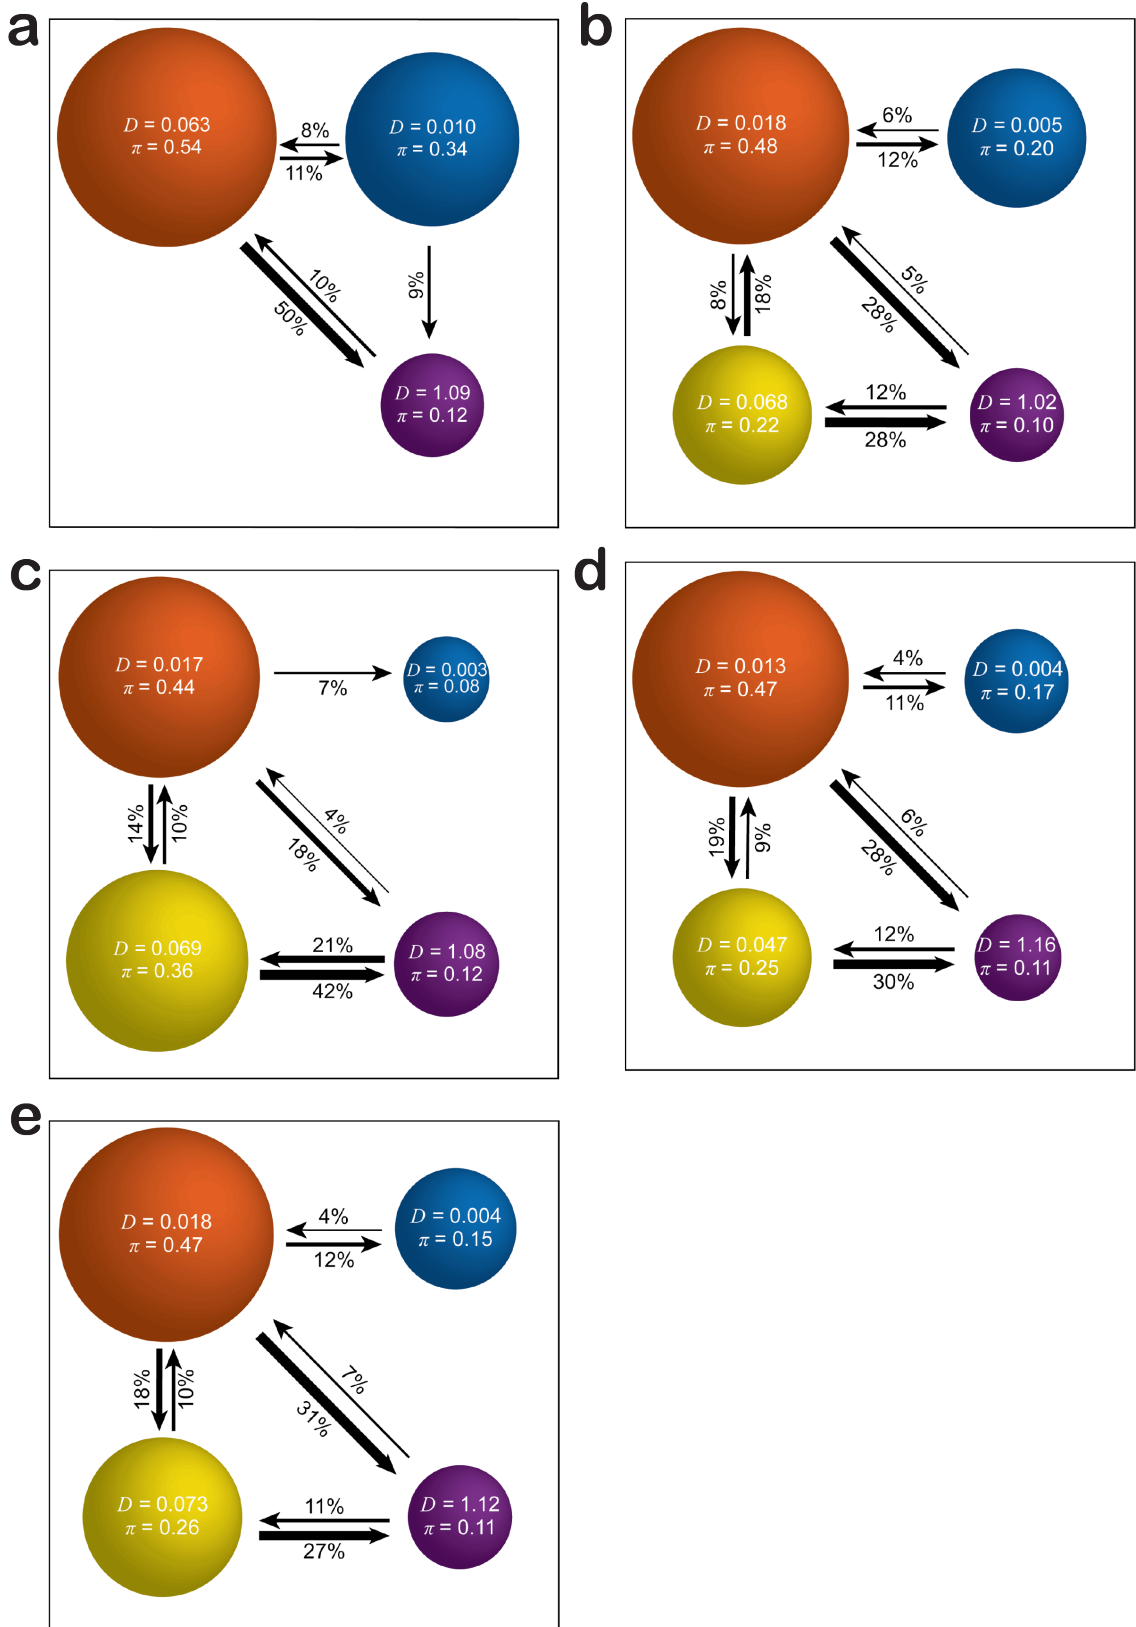 a
D = 0.063
π = 0.54
8%
11%
D = 0.010
π = 0.34
10%
50%
9%
D = 1.09
π = 0.12
b
D = 0.018
π = 0.48
6%
12%
D = 0.005
π = 0.20
8%
18%
5%
28%
D = 0.068
π = 0.22
12%
28%
D = 1.02
π = 0.10
c
D = 0.017
π = 0.44
7%
D = 0.003
π = 0.08
14%
10%
4%
18%
D = 0.069
π = 0.36
21%
42%
D = 1.08
π = 0.12
d
D = 0.013
π = 0.47
4%
11%
D = 0.004
π = 0.17
19%
9%
6%
28%
D = 0.047
π = 0.25
12%
30%
D = 1.16
π = 0.11
e
D = 0.018
π = 0.47
4%
12%
D = 0.004
π = 0.15
18%
10%
7%
31%
D = 0.073
π = 0.26
11%
27%
D = 1.12
π = 0.11